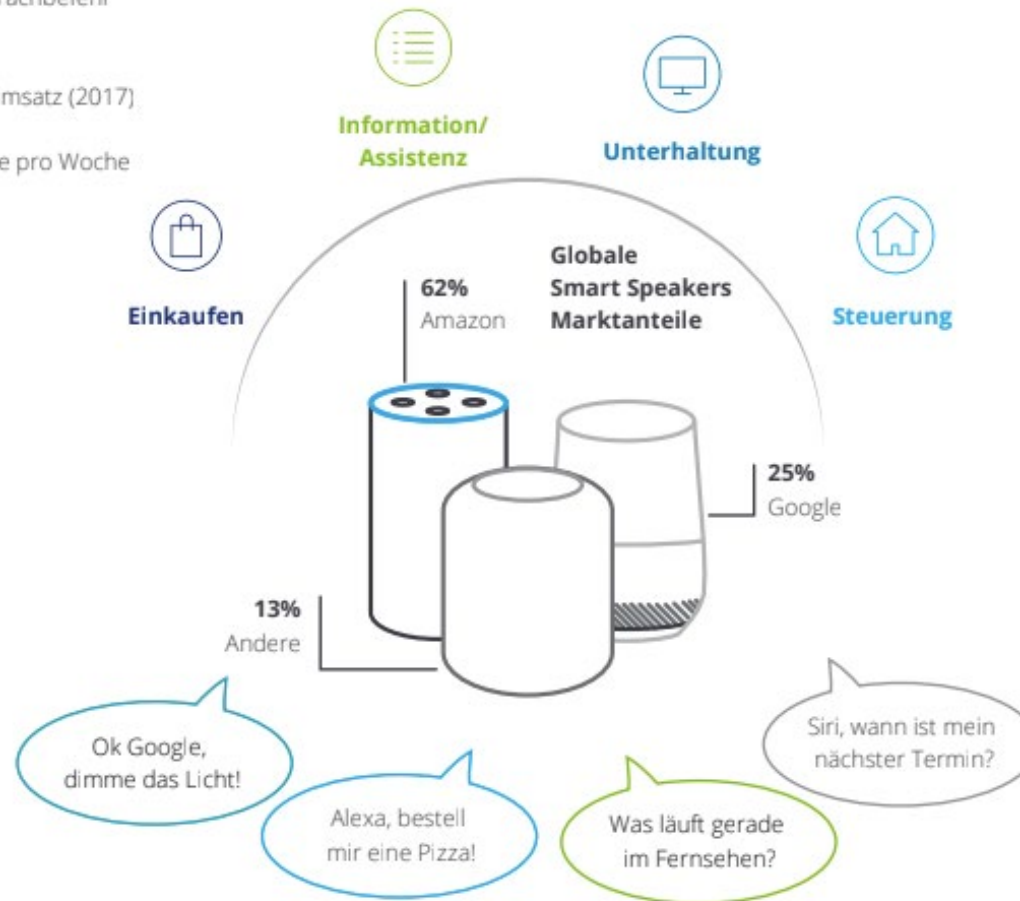 msatz (2017)
e pro Woche
Information/
Assistenz
Unterhaltung
Einkaufen
Steuerung
Globale
Smart Speakers
Marktanteile
62%
Amazon
25%
Google
13%
Andere
Ok Google,
dimme das Licht!
Alexa, bestell
mir eine Pizza!
Was läuft gerade
im Fernsehen?
Siri, wann ist mein
nächster Termin?